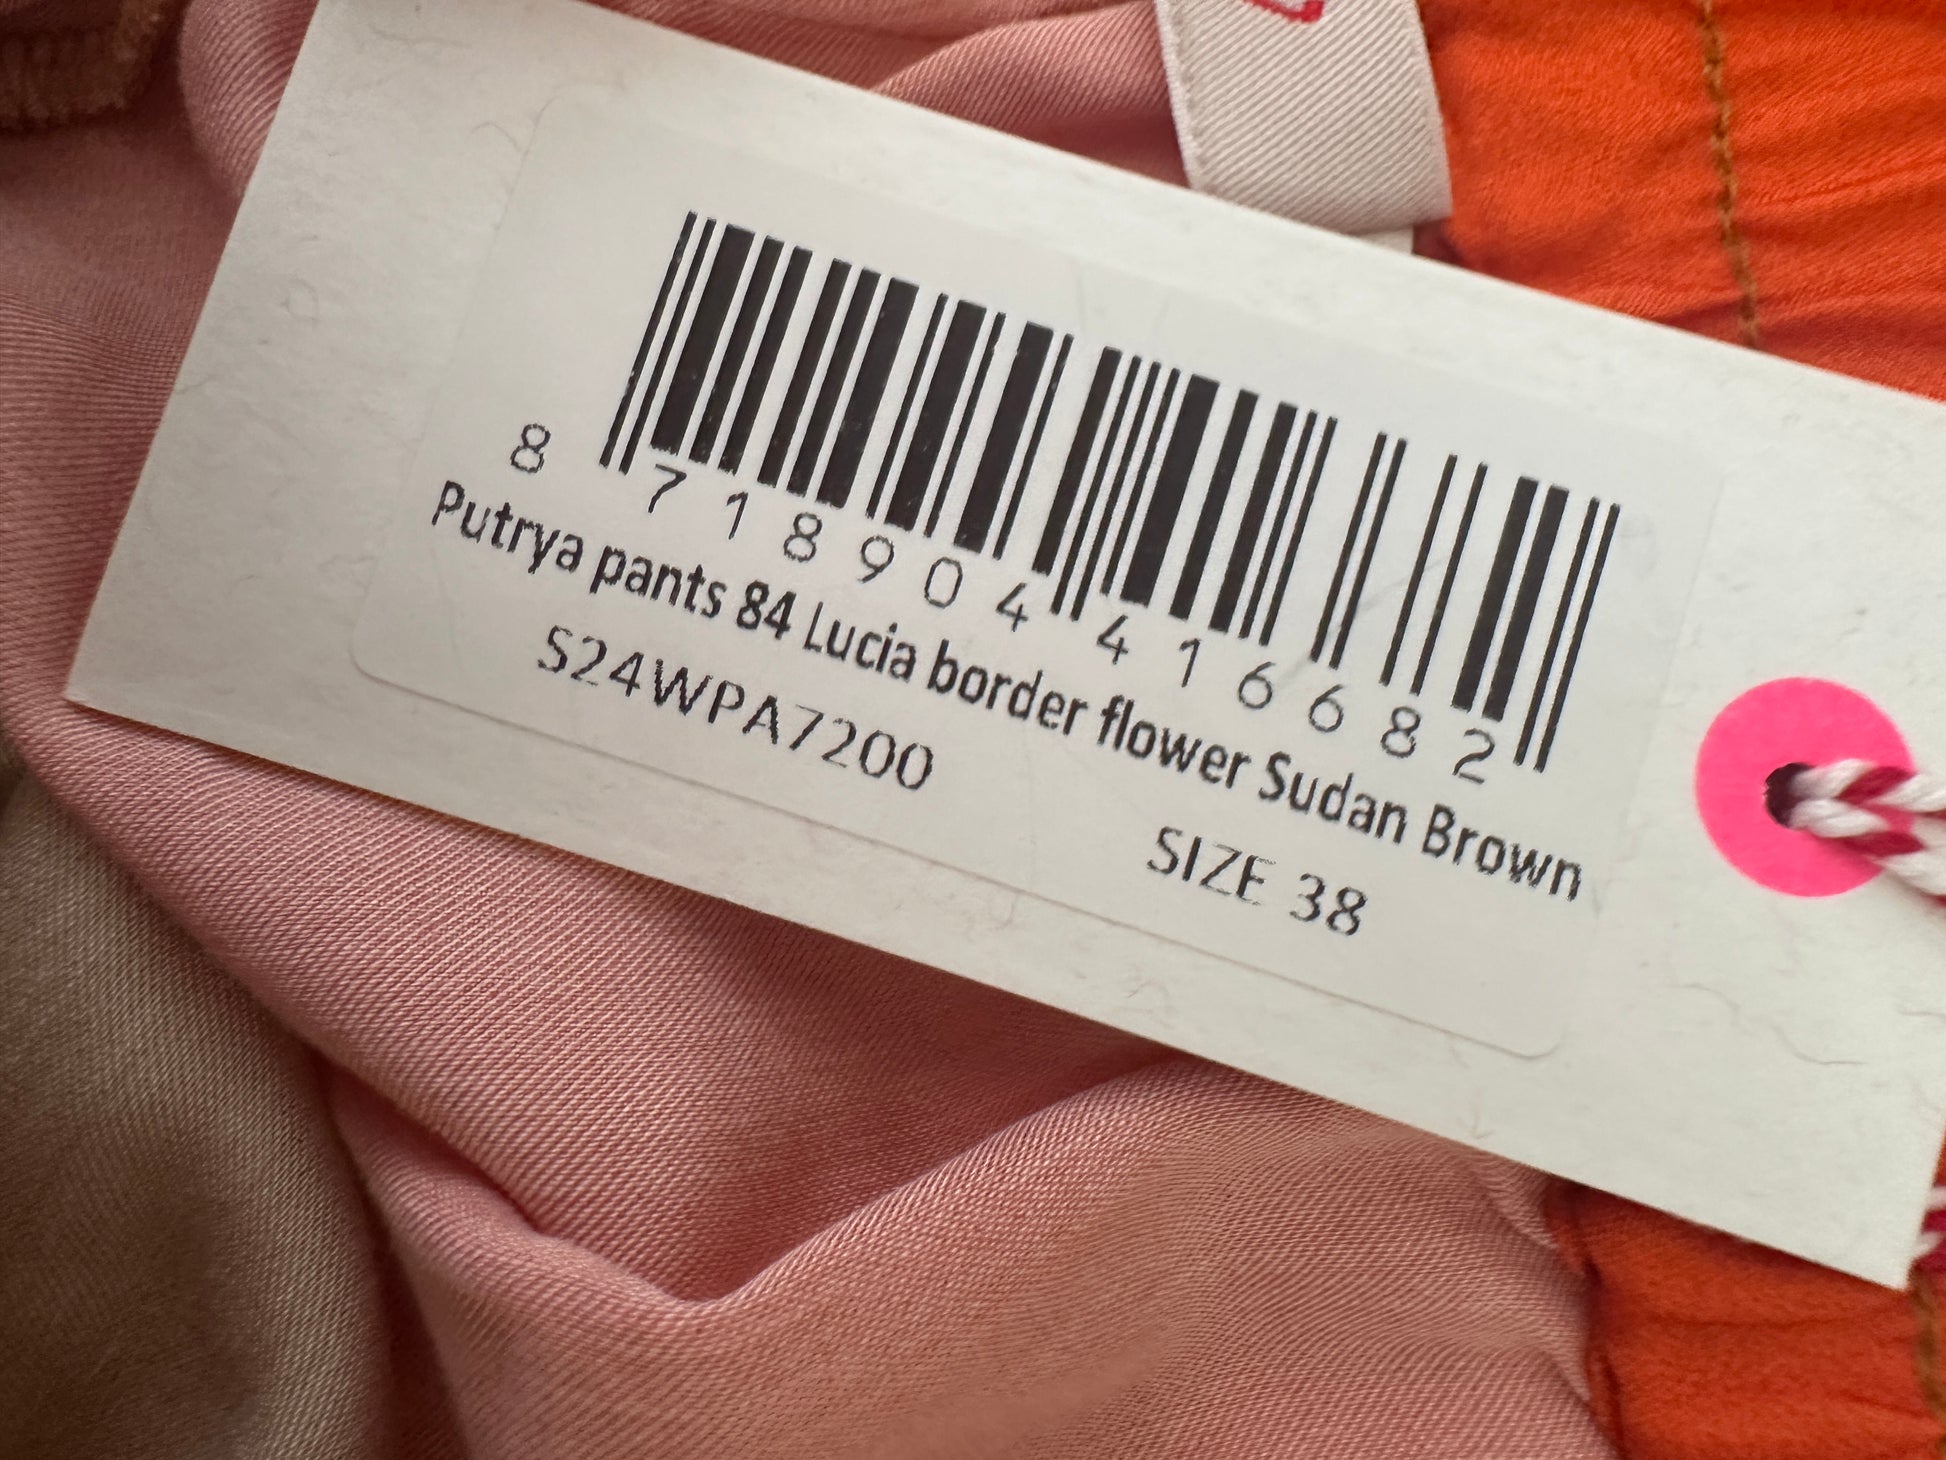 8 718904 416682
Putrya pants 84 Lucia border flower Sudan Brown
S24WPA7200 SIZE 38